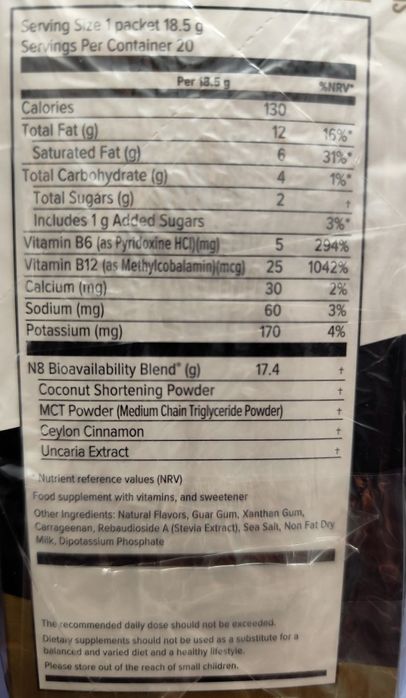 Serving Size 1 packet 18.5 g
Servings Per Container 20
Per 18.5 g %NRV*
Calories 130
Total Fat (g) 12 16%*
Saturated Fat (g) 6 31%*
Total Carbohydrate (g) 4 1%*
Total Sugars (g) 2 †
Includes 1 g Added Sugars 3%*
Vitamin B6 (as Pyridoxine HCl)(mg) 5 294%
Vitamin B12 (as Methylcobalamin)(mcg) 25 1042%
Calcium (mg) 30 2%
Sodium (mg) 60 3%
Potassium (mg) 170 4%
N8 Bioavailability Blend* (g) 17.4 †
Coconut Shortening Powder †
MCT Powder (Medium Chain Triglyceride Powder) †
Ceylon Cinnamon †
Uncaria Extract †
* Nutrient reference values (NRV)
Food supplement with vitamins, and sweetener
Other Ingredients: Natural Flavors, Guar Gum, Xanthan Gum,
Carrageenan, Rebaudioside A (Stevia Extract), Sea Salt, Non Fat Dry
Milk, Dipotassium Phosphate
The recommended daily dose should not be exceeded.
Dietary supplements should not be used as a substitute for a
balanced and varied diet and a healthy lifestyle.
Please store out of the reach of small children.